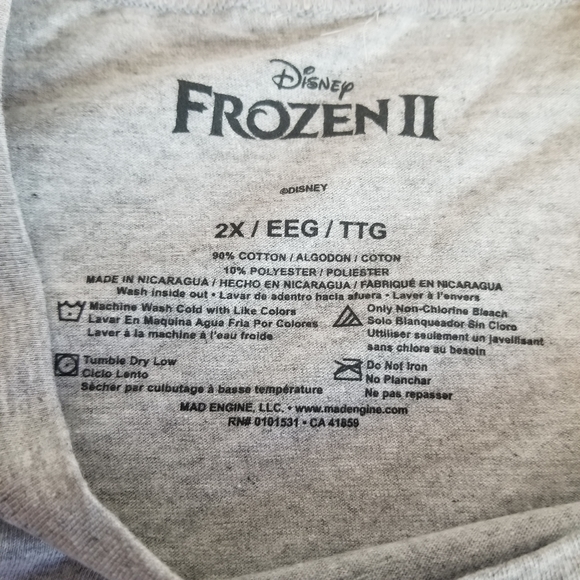 Disney
FROZEN II
©DISNEY
2X / EEG / TTG
90% COTTON / ALGODON / COTON
10% POLYESTER / POLIESTER
MADE IN NICARAGUA / HECHO EN NICARAGUA / FABRIQUÉ EN NICARAGUA
Wash inside out • Lavar de adentro hacia afuera • Laver à l'envers
Machine Wash Cold with Like Colors
Lavar En Maquina Agua Fria Por Colores
Laver à la machine à l'eau froide
Only Non-Chlorine Bleach
Solo Blanqueador Sin Cloro
Uttiliser seulement un javellisant
sans chlore au besoin
Tumble Dry Low
Ciclo Lento
Sécher par culbutage à basse température
Do Not Iron
No Planchar
Ne pas repasser
MAD ENGINE, LLC. • www.madengine.com
RN# 0101531 • CA 41859